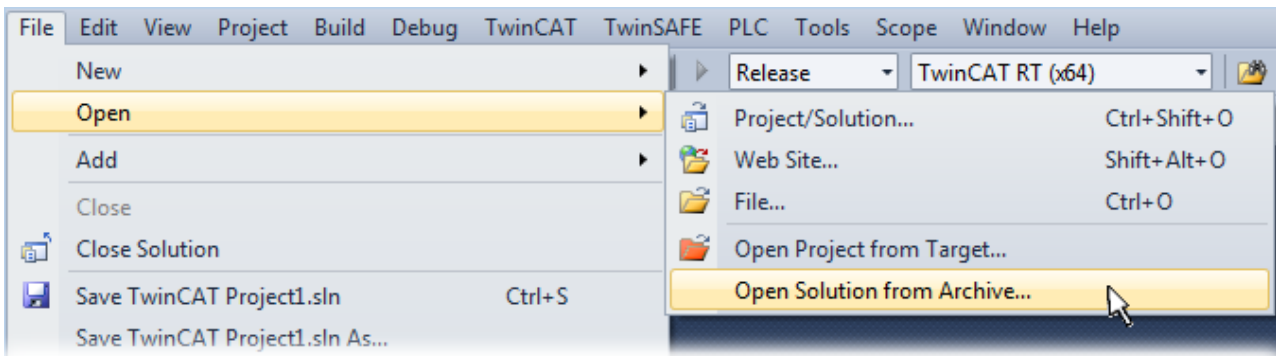 File Edit View Project Build Debug TwinCAT TwinSAFE PLC Tools Scope Window Help
New
Release TwinCAT RT (x64)
Open
Project/Solution... Ctrl+Shift+O
Add
Web Site... Shift+Alt+O
Close
File... Ctrl+O
Close Solution
Open Project from Target...
Save TwinCAT Project1.sln Ctrl+S
Open Solution from Archive...
Save TwinCAT Project1.sln As...